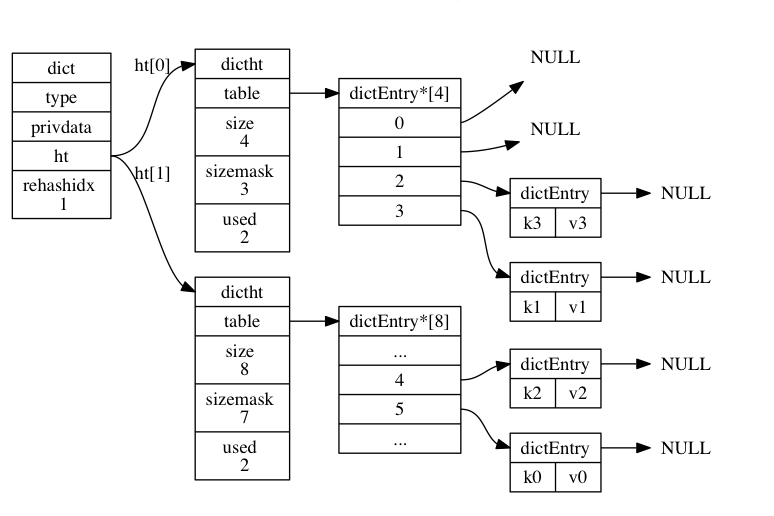 dict
type
privdata
ht
rehashidx
1
ht[0]
ht[1]
dictht
table
size
4
sizemask
3
used
2
dictEntry*[4]
0
1
2
3
NULL
NULL
dictEntry
k3 v3
NULL
dictEntry
k1 v1
NULL
dictht
table
size
8
sizemask
7
used
2
dictEntry*[8]
...
4
5
...
dictEntry
k2 v2
NULL
dictEntry
k0 v0
NULL